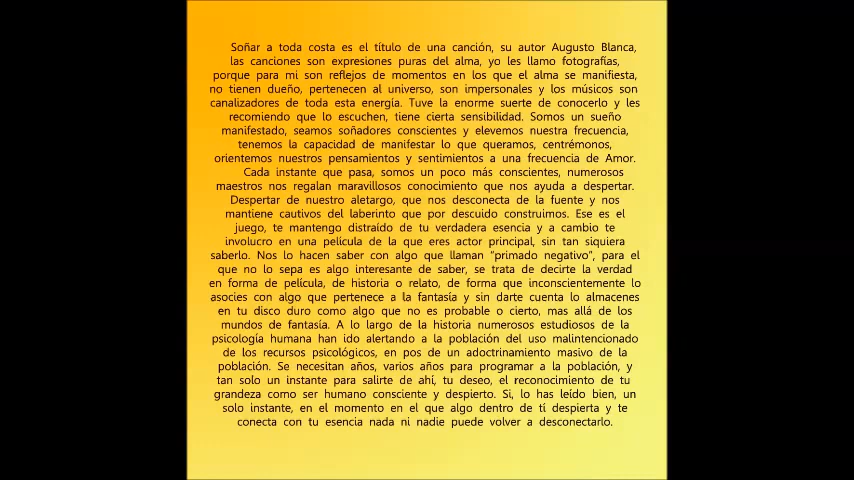 Soñar a toda costa es el título de una canción, su autor Augusto Blanca,
las canciones son expresiones puras del alma, yo les llamo fotografías,
porque para mi son reflejos de momentos en los que el alma se manifiesta,
no tienen dueño, pertenecen al universo, son impersonales y los músicos son
canalizadores de toda esta energía. Tuve la enorme suerte de conocerlo y les
recomiendo que lo escuchen, tiene cierta sensibilidad. Somos un sueño
manifestado, seamos soñadores conscientes y elevemos nuestra frecuencia,
tenemos la capacidad de manifestar lo que queramos, centrémonos,
orientemos nuestros pensamientos y sentimientos a una frecuencia de Amor.
Cada instante que pasa, somos un poco más conscientes, numerosos
maestros nos regalan maravillosos conocimiento que nos ayuda a despertar.
Despertar de nuestro aletargo, que nos desconecta de la fuente y nos
mantiene cautivos del laberinto que por descuido construimos. Ese es el
juego, te mantengo distraído de tu verdadera esencia y a cambio te
involucro en una película de la que eres actor principal, sin tan siquiera
saberlo. Nos lo hacen saber con algo que llaman "primado negativo", para el
que no lo sepa es algo interesante de saber, se trata de decirte la verdad
en forma de película, de historia o relato, de forma que inconscientemente lo
asocies con algo que pertenece a la fantasía y sin darte cuenta lo almacenes
en tu disco duro como algo que no es probable o cierto, mas allá de los
mundos de fantasía. A lo largo de la historia numerosos estudiosos de la
psicología humana han ido alertando a la población del uso malintencionado
de los recursos psicológicos, en pos de un adoctrinamiento masivo de la
población. Se necesitan años, varios años para programar a la población, y
tan solo un instante para salirte de ahí, tu deseo, el reconocimiento de tu
grandeza como ser humano consciente y despierto. Si, lo has leído bien, un
solo instante, en el momento en el que algo dentro de tí despierta y te
conecta con tu esencia nada ni nadie puede volver a desconectarlo.